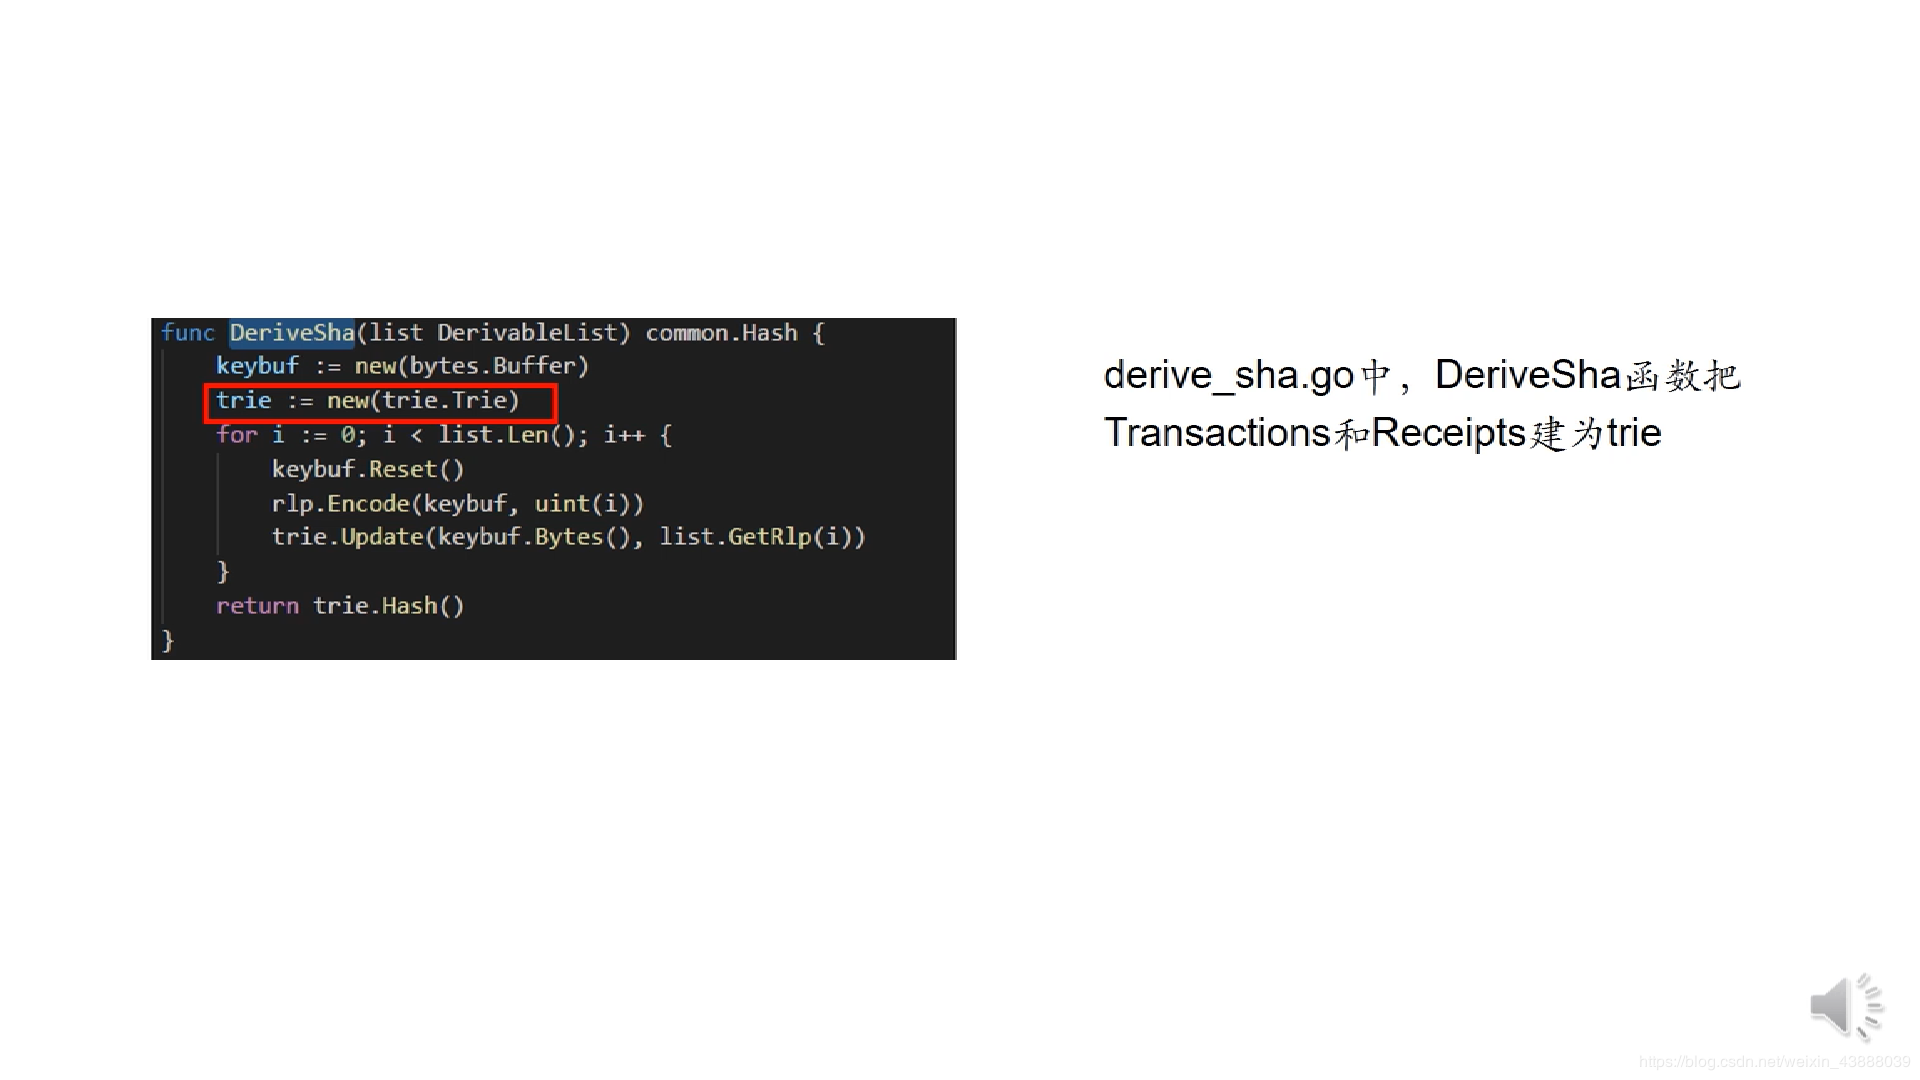 func DeriveSha(list DerivableList) common.Hash {
    keybuf := new(bytes.Buffer)
    trie := new(trie.Trie)
    for i := 0; i < list.Len(); i++ {
        keybuf.Reset()
        rlp.Encode(keybuf, uint(i))
        trie.Update(keybuf.Bytes(), list.GetRlp(i))
    }
    return trie.Hash()
}
derive_sha.go中，DeriveSha函数把
Transactions和Receipts建为trie
https://blog.csdn.net/weixin_43888039